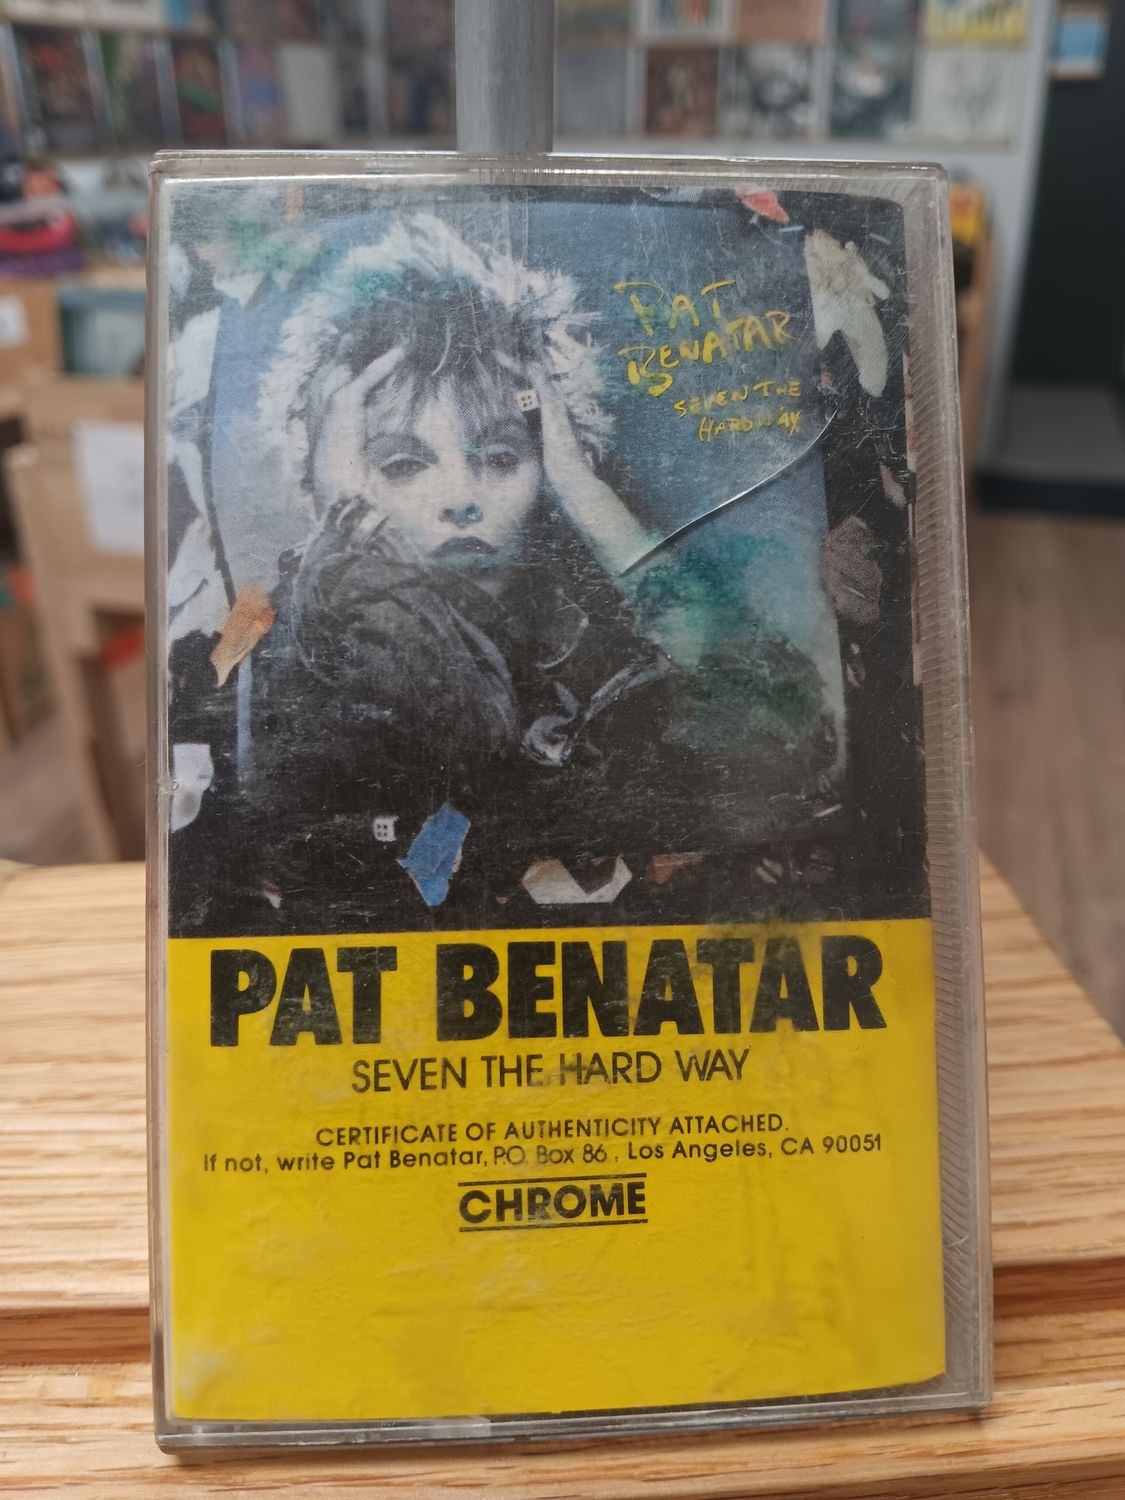 PAT
BENATAR
SEVEN THE
HARD WAY
PAT BENATAR
SEVEN THE HARD WAY
CERTIFICATE OF AUTHENTICITY ATTACHED.
If not, write Pat Benatar, P.O. Box 86, Los Angeles, CA 90051
CHROME